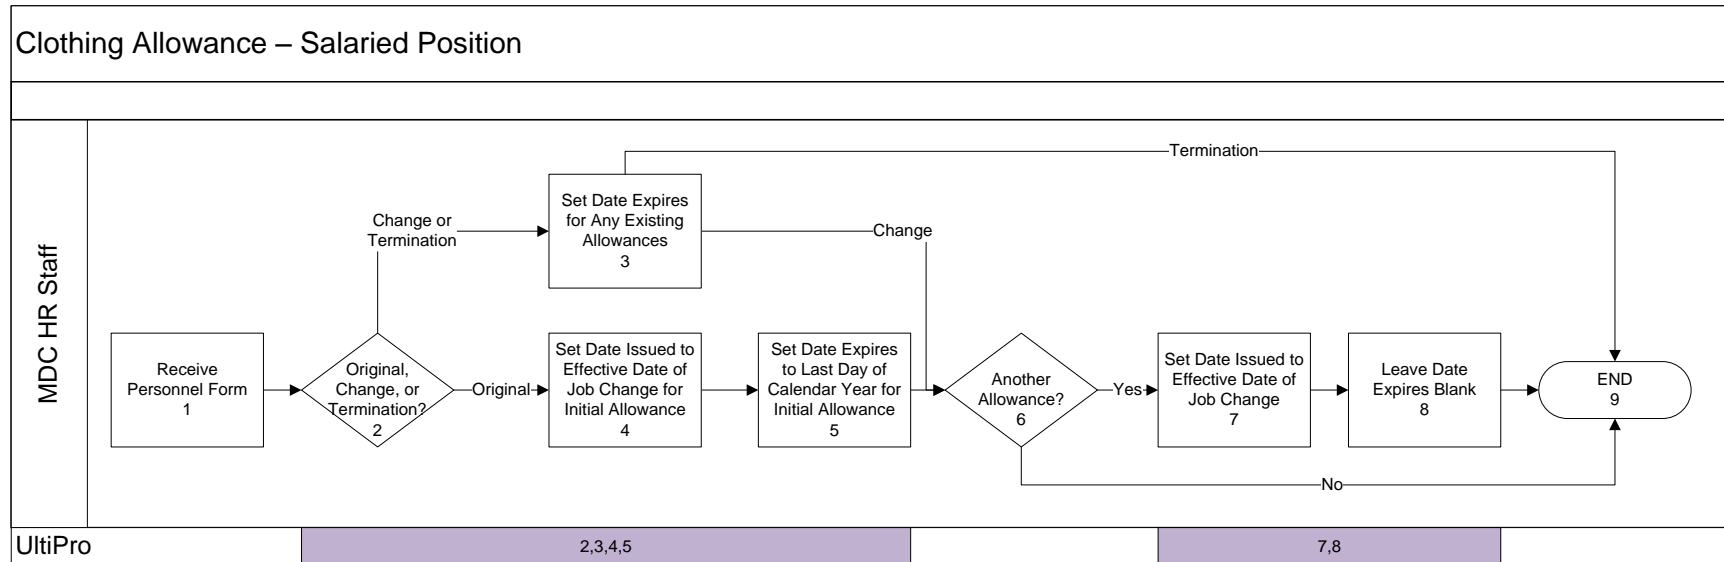 Clothing Allowance – Salaried Position
MDC HR Staff
Termination
Set Date Expires
for Any Existing
Allowances
3
Change or
Termination
Change
Receive
Personnel Form
1
Original,
Change, or
Termination?
2
Original
Set Date Issued to
Effective Date of
Job Change for
Initial Allowance
4
Set Date Expires
to Last Day of
Calendar Year for
Initial Allowance
5
Another
Allowance?
6
Yes
Set Date Issued to
Effective Date of
Job Change
7
Leave Date
Expires Blank
8
END
9
No
UltiPro
2,3,4,5
7,8